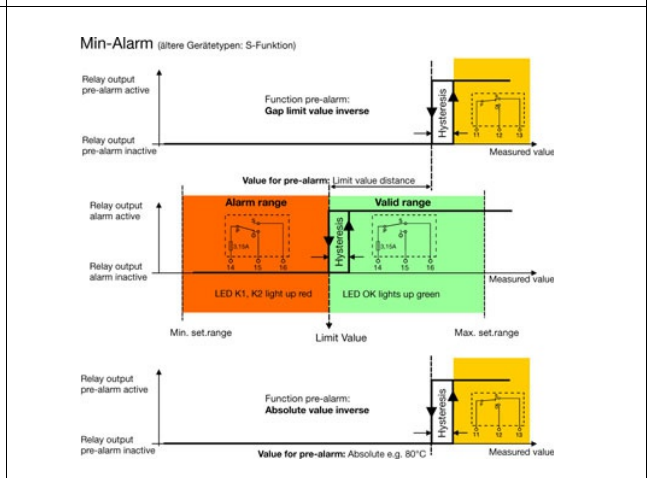 Min-Alarm (ältere Gerätetypen: S-Funktion)
Relay output
pre-alarm active
Function pre-alarm:
Gap limit value inverse
Hysteresis
11 12 13
Relay output
pre-alarm inactive
Measured value
Value for pre-alarm: Limit value distance
Relay output
alarm active
Alarm range
Valid range
Hysteresis
3,15A
14 15 16
3,15A
14 15 16
Relay output
alarm inactive
Measured value
LED K1, K2 light up red
LED OK lights up green
Min. set.range
Limit Value
Max. set.range
Relay output
pre-alarm active
Function pre-alarm:
Absolute value inverse
Hysteresis
11 12 13
Relay output
pre-alarm inactive
Measured value
Value for pre-alarm: Absolute e.g. 80°C